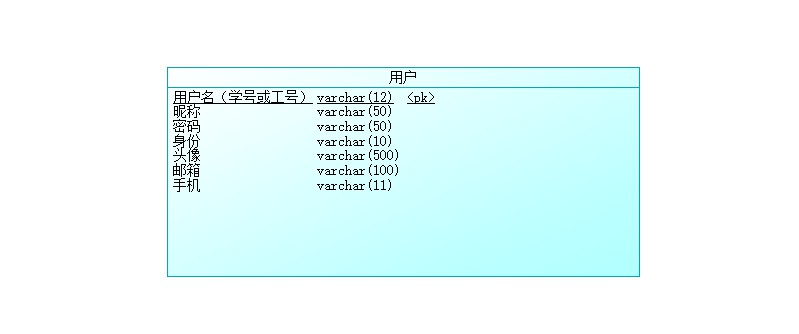 用户
用户名（学号或工号） varchar(12) <pk>
昵称 varchar(50)
密码 varchar(50)
身份 varchar(10)
头像 varchar(500)
邮箱 varchar(100)
手机 varchar(11)